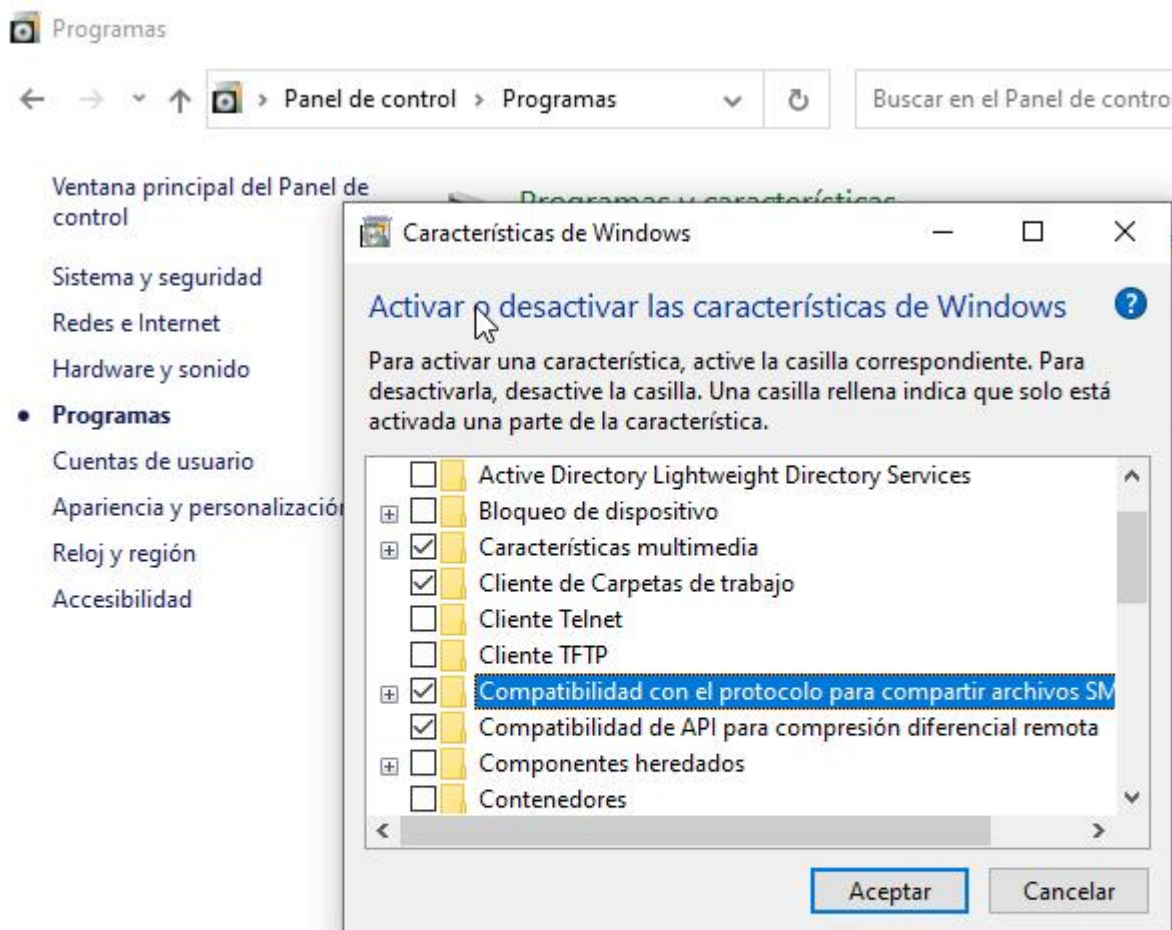 Programas
Panel de control > Programas
Buscar en el Panel de contro
Ventana principal del Panel de
control
Sistema y seguridad
Redes e Internet
Hardware y sonido
Programas
Cuentas de usuario
Apariencia y personalización
Reloj y región
Accesibilidad
Programas y características
Características de Windows
Activar o desactivar las características de Windows
Para activar una característica, active la casilla correspondiente. Para
desactivarla, desactive la casilla. Una casilla rellena indica que solo está
activada una parte de la característica.
Active Directory Lightweight Directory Services
Bloqueo de dispositivo
Características multimedia
Cliente de Carpetas de trabajo
Cliente Telnet
Cliente TFTP
Compatibilidad con el protocolo para compartir archivos SM
Compatibilidad de API para compresión diferencial remota
Componentes heredados
Contenedores
Aceptar
Cancelar